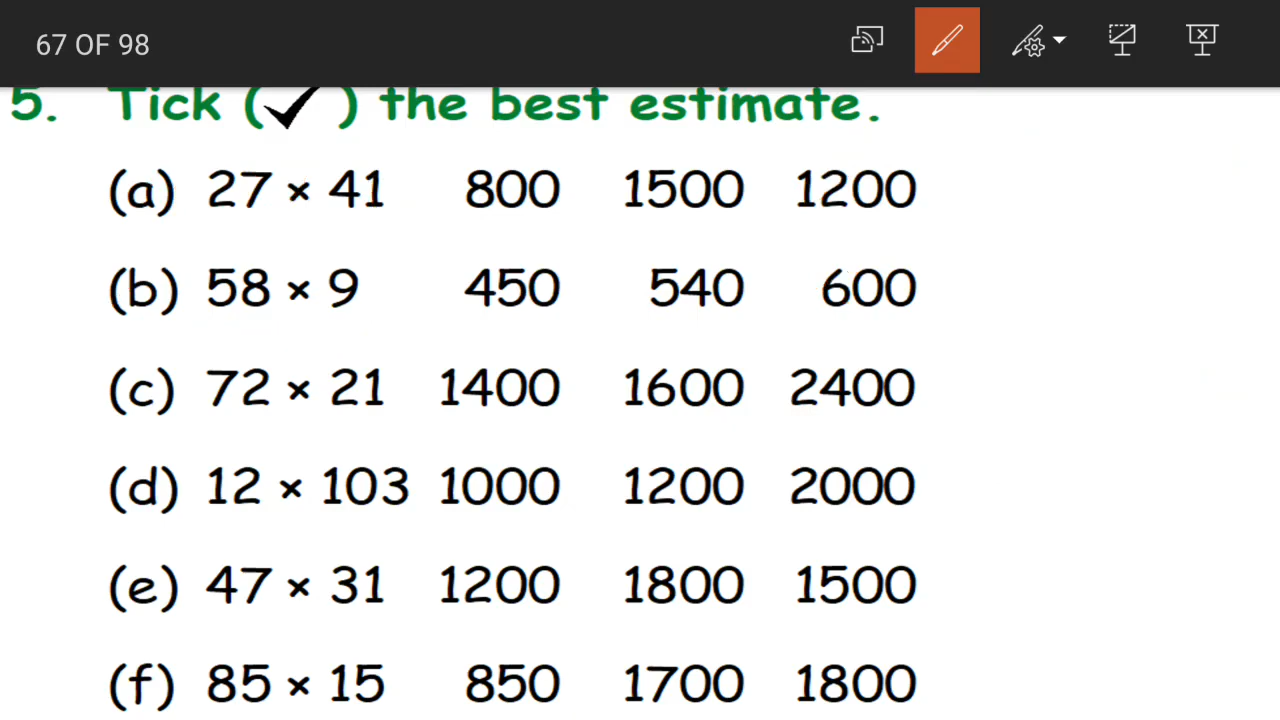 67 OF 98
5. Tick (✓) the best estimate.
(a) 27 × 41 800 1500 1200
(b) 58 × 9 450 540 600
(c) 72 × 21 1400 1600 2400
(d) 12 × 103 1000 1200 2000
(e) 47 × 31 1200 1800 1500
(f) 85 × 15 850 1700 1800